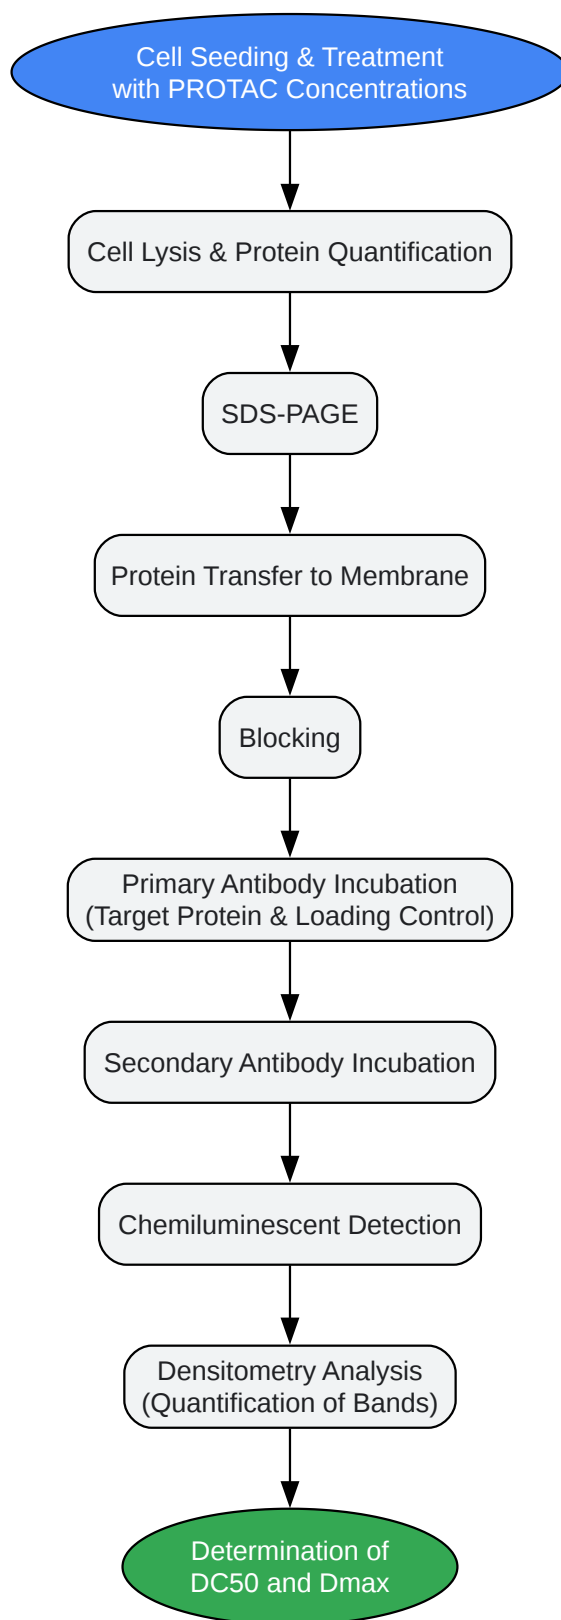 Cell Seeding & Treatment
with PROTAC Concentrations
Cell Lysis & Protein Quantification
SDS-PAGE
Protein Transfer to Membrane
Blocking
Primary Antibody Incubation
(Target Protein & Loading Control)
Secondary Antibody Incubation
Chemiluminescent Detection
Densitometry Analysis
(Quantification of Bands)
Determination of
DC50 and Dmax